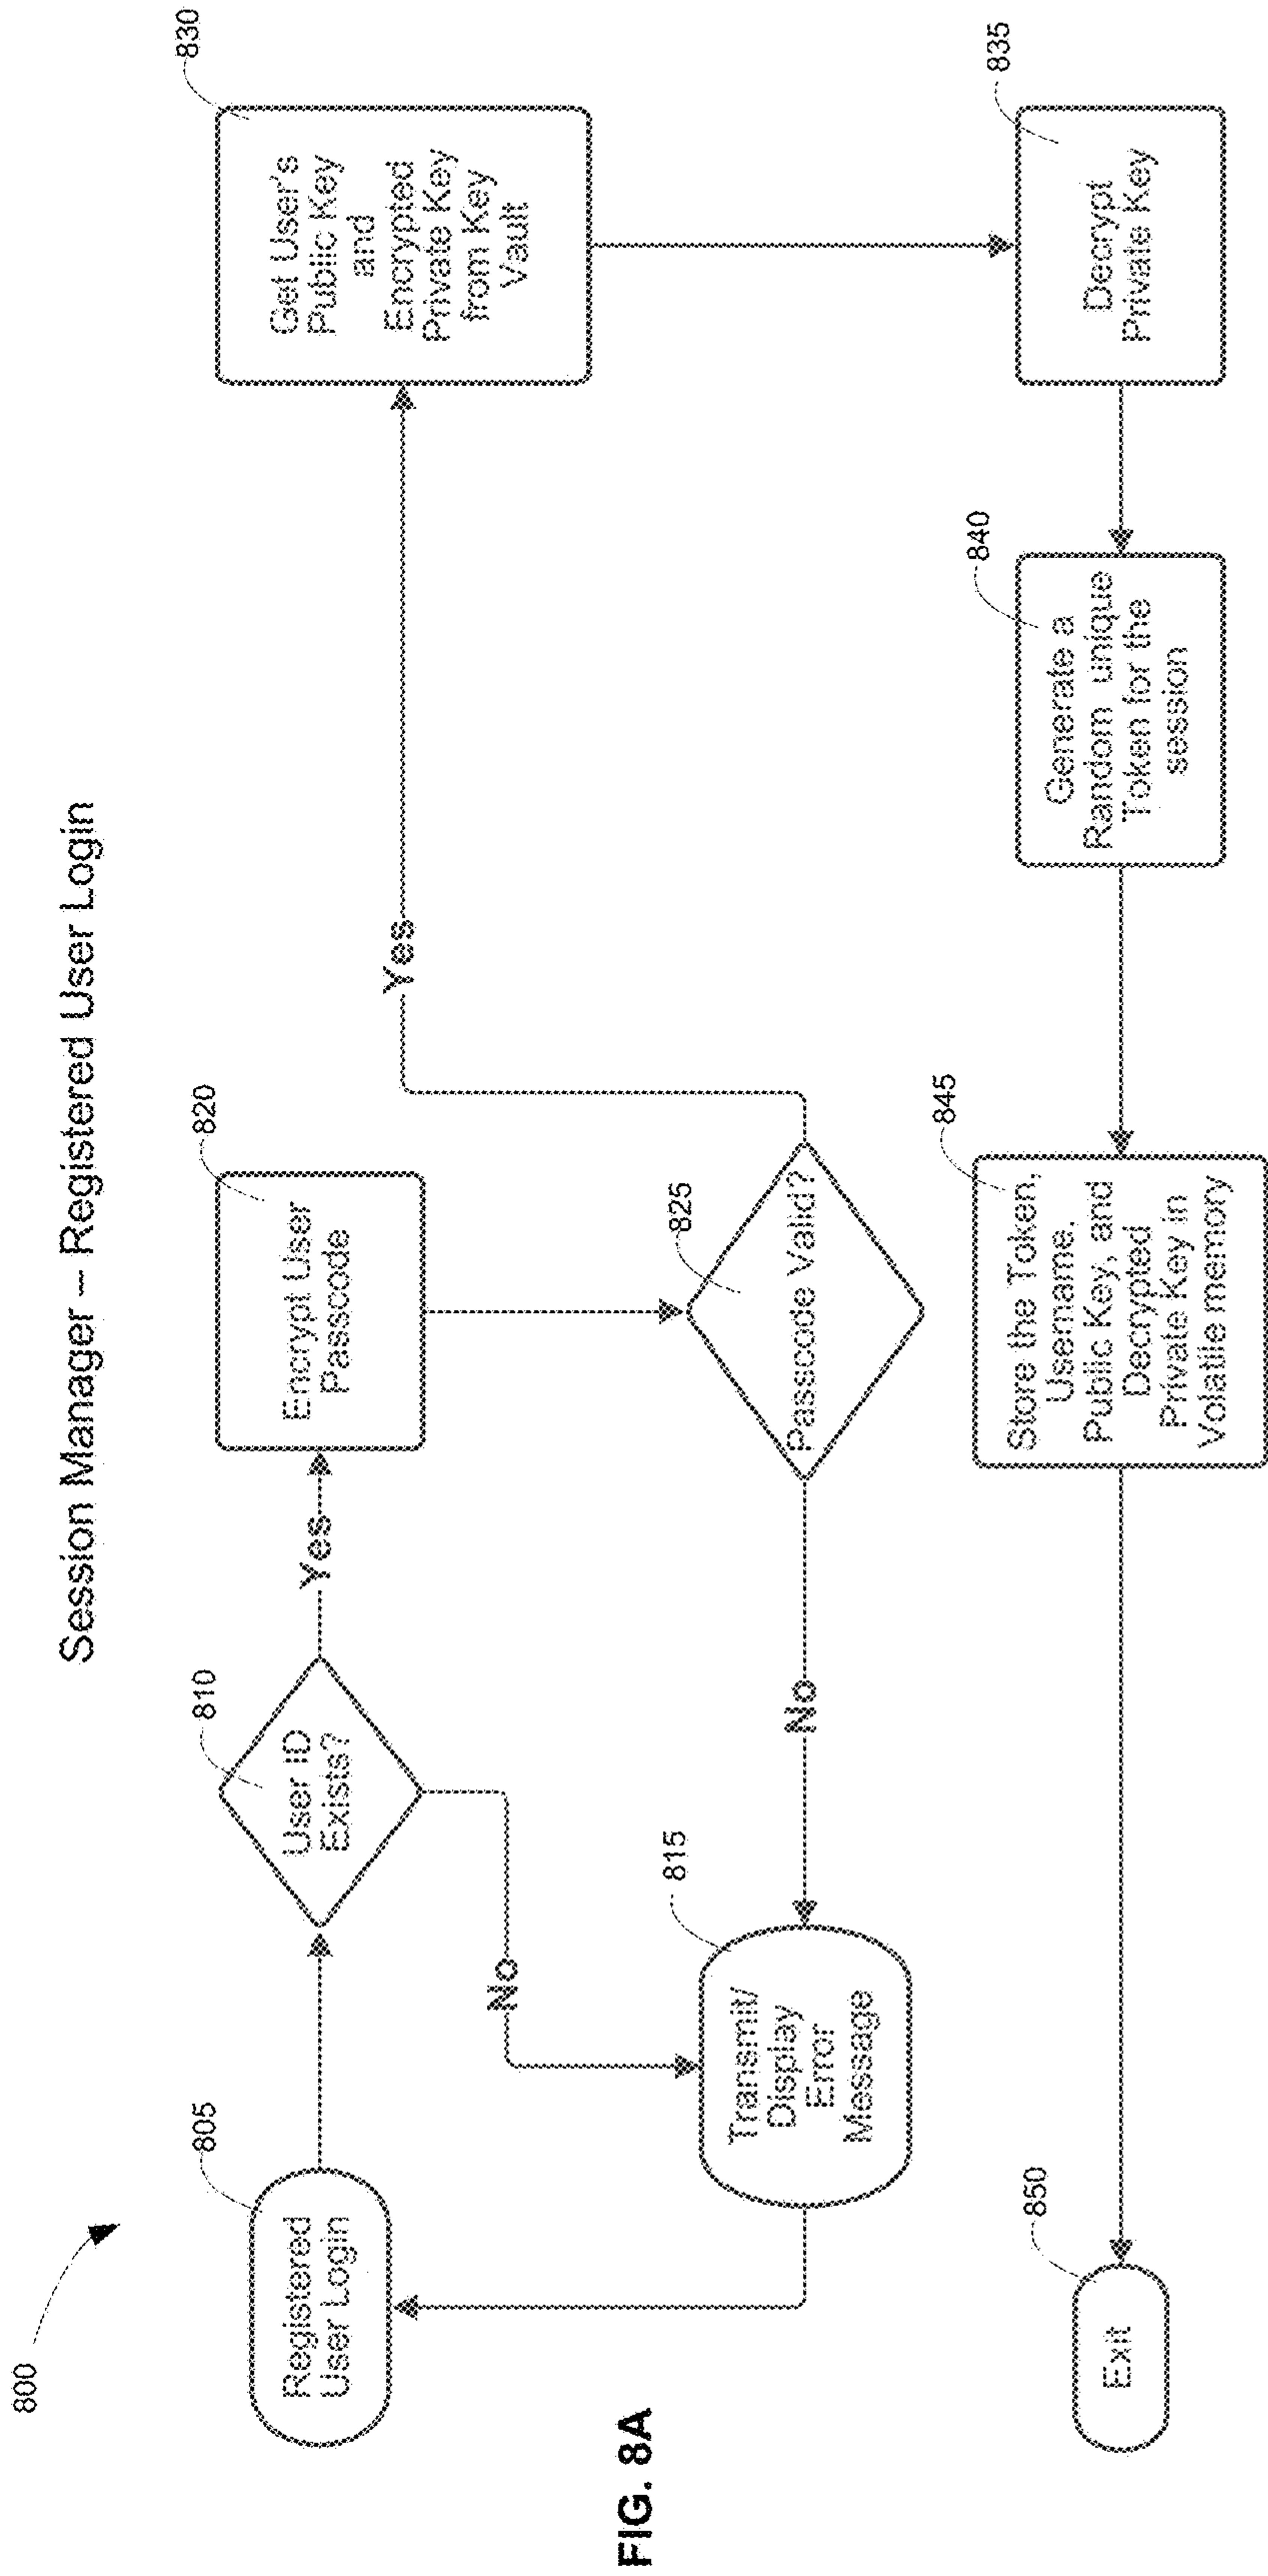 Session Manager – Registered User Login
800
805
Registered
User Login
810
User ID
Exists?
Yes
820
Encrypt User
Passcode
830
Get User's
Public Key
and
Encrypted
Private Key
from Key
Vault
No
Yes
815
Transmit/
Display
Error
Message
No
825
Passcode Valid?
850
Exit
845
Store the Token,
Username,
Public Key, and
Decrypted
Private Key in
Volatile memory
840
Generate a
Random unique
Token for the
session
835
Decrypt
Private Key
FIG. 8A